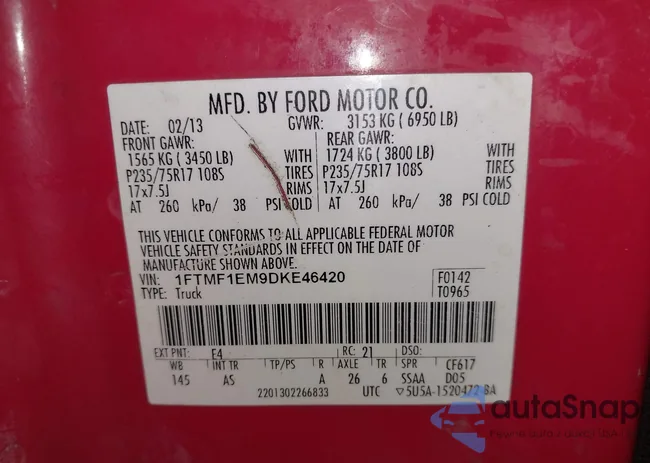 MFD. BY FORD MOTOR CO.
DATE: 02/13 GVWR: 3153 KG (6950 LB)
FRONT GAWR: REAR GAWR:
1565 KG (3450 LB) WITH 1724 KG (3800 LB) WITH
P235/75R17 108S TIRES P235/75R17 108S TIRES
17x7.5J RIMS 17x7.5J RIMS
AT 260 kPa/ 38 PSI COLD AT 260 kPa/ 38 PSI COLD
THIS VEHICLE CONFORMS TO ALL APPLICABLE FEDERAL MOTOR
VEHICLE SAFETY STANDARDS IN EFFECT ON THE DATE OF
MANUFACTURE SHOWN ABOVE.
VIN: 1FTMF1EM9DKE46420 F0142
TYPE: Truck T0965
EXT PNT: E4 RC: 21 DSO:
WB INT TR TP/PS R AXLE TR SPR CF617
145 AS A 26 6 SSAA D05
2201302266833 UTC ▽5U5A-1520472-BA
autaSnap